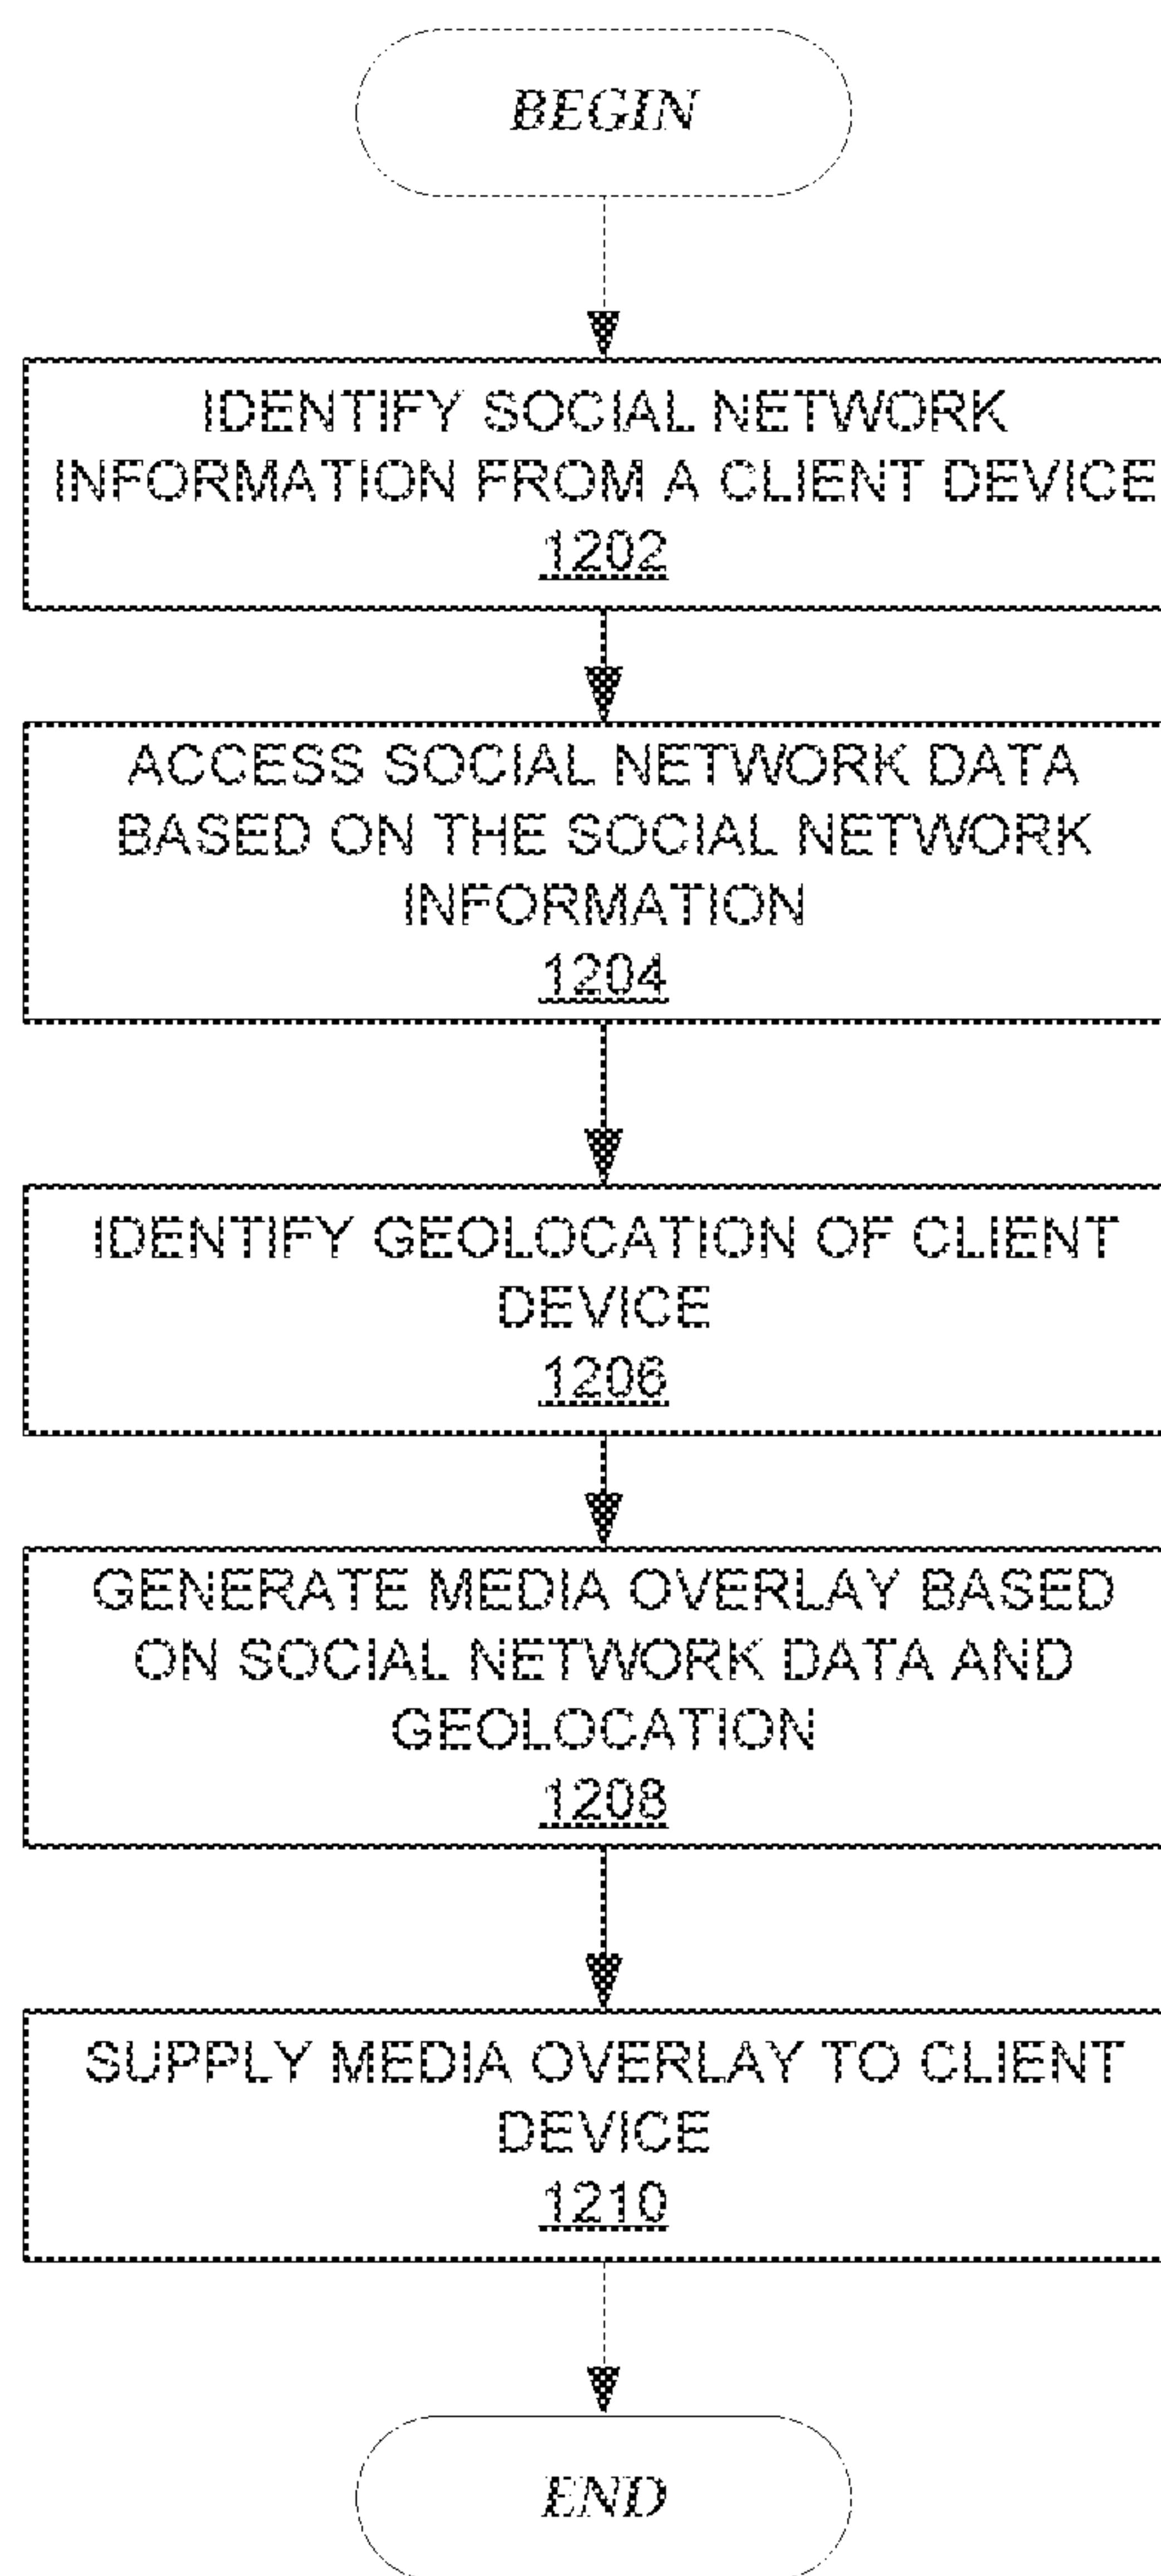 BEGIN
IDENTIFY SOCIAL NETWORK
INFORMATION FROM A CLIENT DEVICE
1202
ACCESS SOCIAL NETWORK DATA
BASED ON THE SOCIAL NETWORK
INFORMATION
1204
IDENTIFY GEOLOCATION OF CLIENT
DEVICE
1206
GENERATE MEDIA OVERLAY BASED
ON SOCIAL NETWORK DATA AND
GEOLOCATION
1208
SUPPLY MEDIA OVERLAY TO CLIENT
DEVICE
1210
END